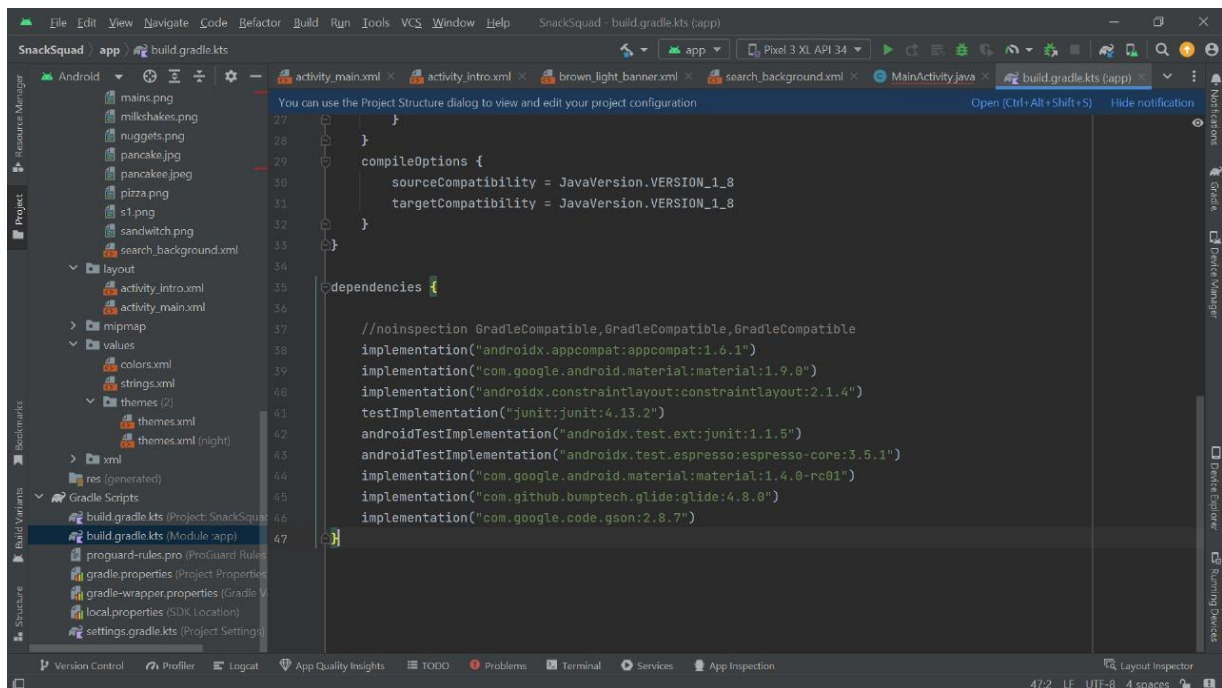 File Edit View Navigate Code Refactor Build Run Tools VCS Window Help SnackSquad - build.gradle.kts (:app)
SnackSquad app build.gradle.kts app Pixel 3 XL API 34
Android activity_main.xml activity_intro.xml brown_light_banner.xml search_background.xml MainActivity.java build.gradle.kts (:app)
You can use the Project Structure dialog to view and edit your project configuration Open (Ctrl+Alt+Shift+S) Hide notification
Resource Manager
Project
Bookmarks
Build Variants
Structure
mains.png
milkshakes.png
nuggets.png
pancake.jpg
pancakee.jpeg
pizza.png
s1.png
sandwitch.png
search_background.xml
layout
activity_intro.xml
activity_main.xml
mipmap
values
colors.xml
strings.xml
themes (2)
themes.xml
themes.xml (night)
xml
res (generated)
Gradle Scripts
build.gradle.kts (Project: SnackSquad
build.gradle.kts (Module :app)
proguard-rules.pro (ProGuard Rules
gradle.properties (Project Properties
gradle-wrapper.properties (Gradle V
local.properties (SDK Location)
settings.gradle.kts (Project Settings)
27 }
28 }
29 compileOptions {
30 sourceCompatibility = JavaVersion.VERSION_1_8
31 targetCompatibility = JavaVersion.VERSION_1_8
32 }
33 }
34
35 dependencies {
36
37 //noinspection GradleCompatible,GradleCompatible,GradleCompatible
38 implementation("androidx.appcompat:appcompat:1.6.1")
39 implementation("com.google.android.material:material:1.9.0")
40 implementation("androidx.constraintlayout:constraintlayout:2.1.4")
41 testImplementation("junit:junit:4.13.2")
42 androidTestImplementation("androidx.test.ext:junit:1.1.5")
43 androidTestImplementation("androidx.test.espresso:espresso-core:3.5.1")
44 implementation("com.google.android.material:material:1.4.0-rc01")
45 implementation("com.github.bumptech.glide:glide:4.8.0")
46 implementation("com.google.code.gson:2.8.7")
47 }
Notifications
Gradle
Device Manager
Device Explorer
Running Devices
Version Control Profiler Logcat App Quality Insights TODO Problems Terminal Services App Inspection Layout Inspector
47:2 LF UTF-8 4 spaces